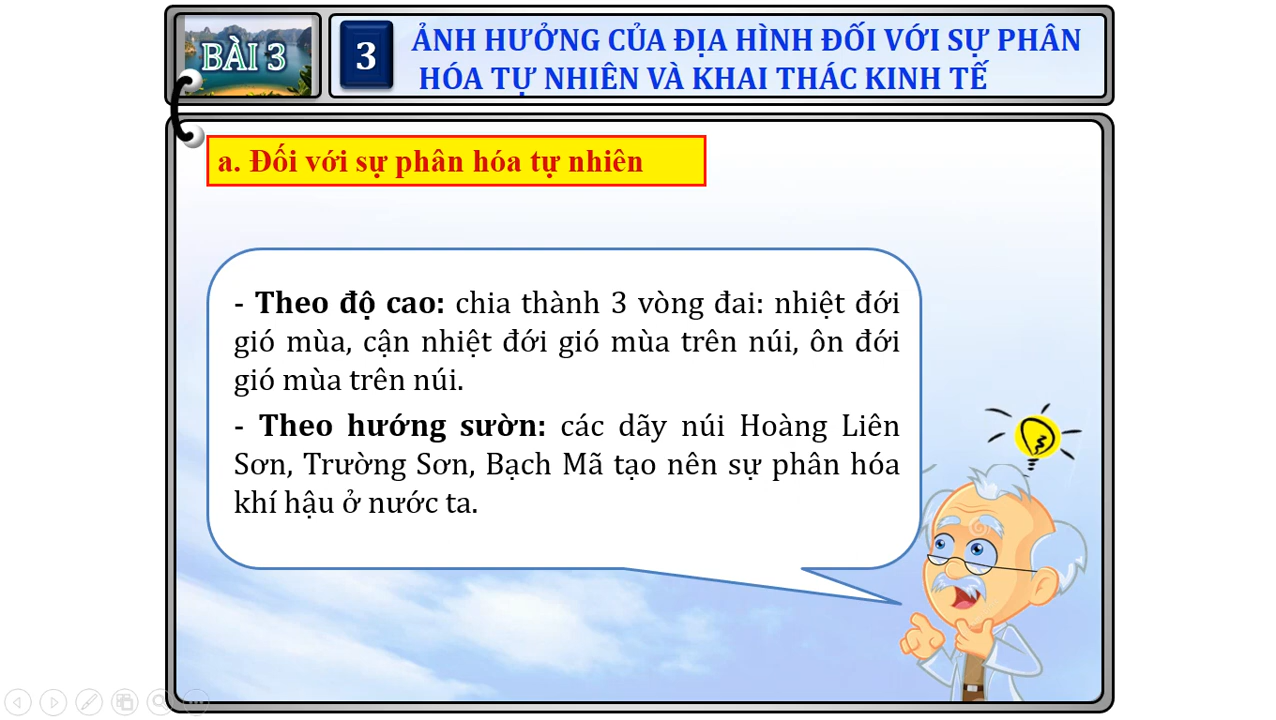 BÀI 3
3
ẢNH HƯỞNG CỦA ĐỊA HÌNH ĐỐI VỚI SỰ PHÂN
HÓA TỰ NHIÊN VÀ KHAI THÁC KINH TẾ
a. Đối với sự phân hóa tự nhiên
- Theo độ cao: chia thành 3 vòng đai: nhiệt đới
gió mùa, cận nhiệt đới gió mùa trên núi, ôn đới
gió mùa trên núi.
- Theo hướng sườn: các dãy núi Hoàng Liên
Sơn, Trường Sơn, Bạch Mã tạo nên sự phân hóa
khí hậu ở nước ta.